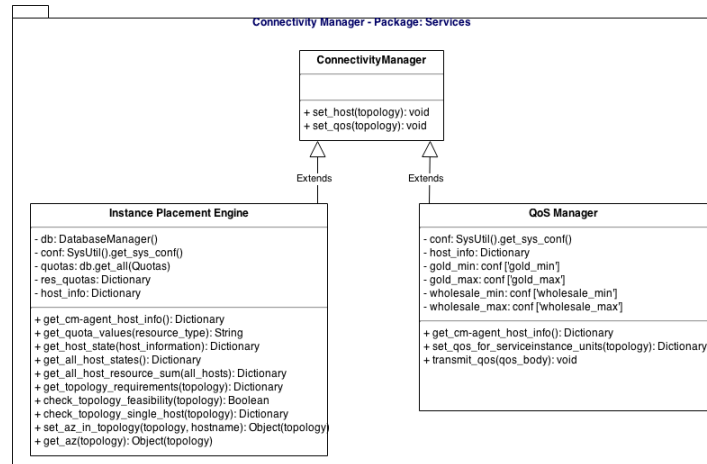 Connectivity Manager - Package: Services
ConnectivityManager
+ set_host(topology): void
+ set_qos(topology): void
Extends
Extends
Instance Placement Engine
- db: DatabaseManager()
- conf: SysUtil().get_sys_conf()
- quotas: db.get_all(Quotas)
- res_quotas: Dictionary
- host_info: Dictionary
+ get_cm-agent_host_info(): Dictionary
+ get_quota_values(resource_type): String
+ get_host_state(host_information): Dictionary
+ get_all_host_states(): Dictionary
+ get_all_host_resource_sum(all_hosts): Dictionary
+ get_topology_requirements(topology): Dictionary
+ check_topology_feasibility(topology): Boolean
+ check_topology_single_host(topology): Dictionary
+ set_az_in_topology(topology, hostname): Object(topology)
+ get_az(topology): Object(topology)
QoS Manager
- conf: SysUtil().get_sys_conf()
- host_info: Dictionary
- gold_min: conf ['gold_min']
- gold_max: conf ['gold_max']
- wholesale_min: conf ['wholesale_min']
- wholesale_max: conf ['wholesale_max']
+ get_cm-agent_host_info(): Dictionary
+ set_qos_for_serviceinstance_units(topology): Dictionary
+ transmit_qos(qos_body): void